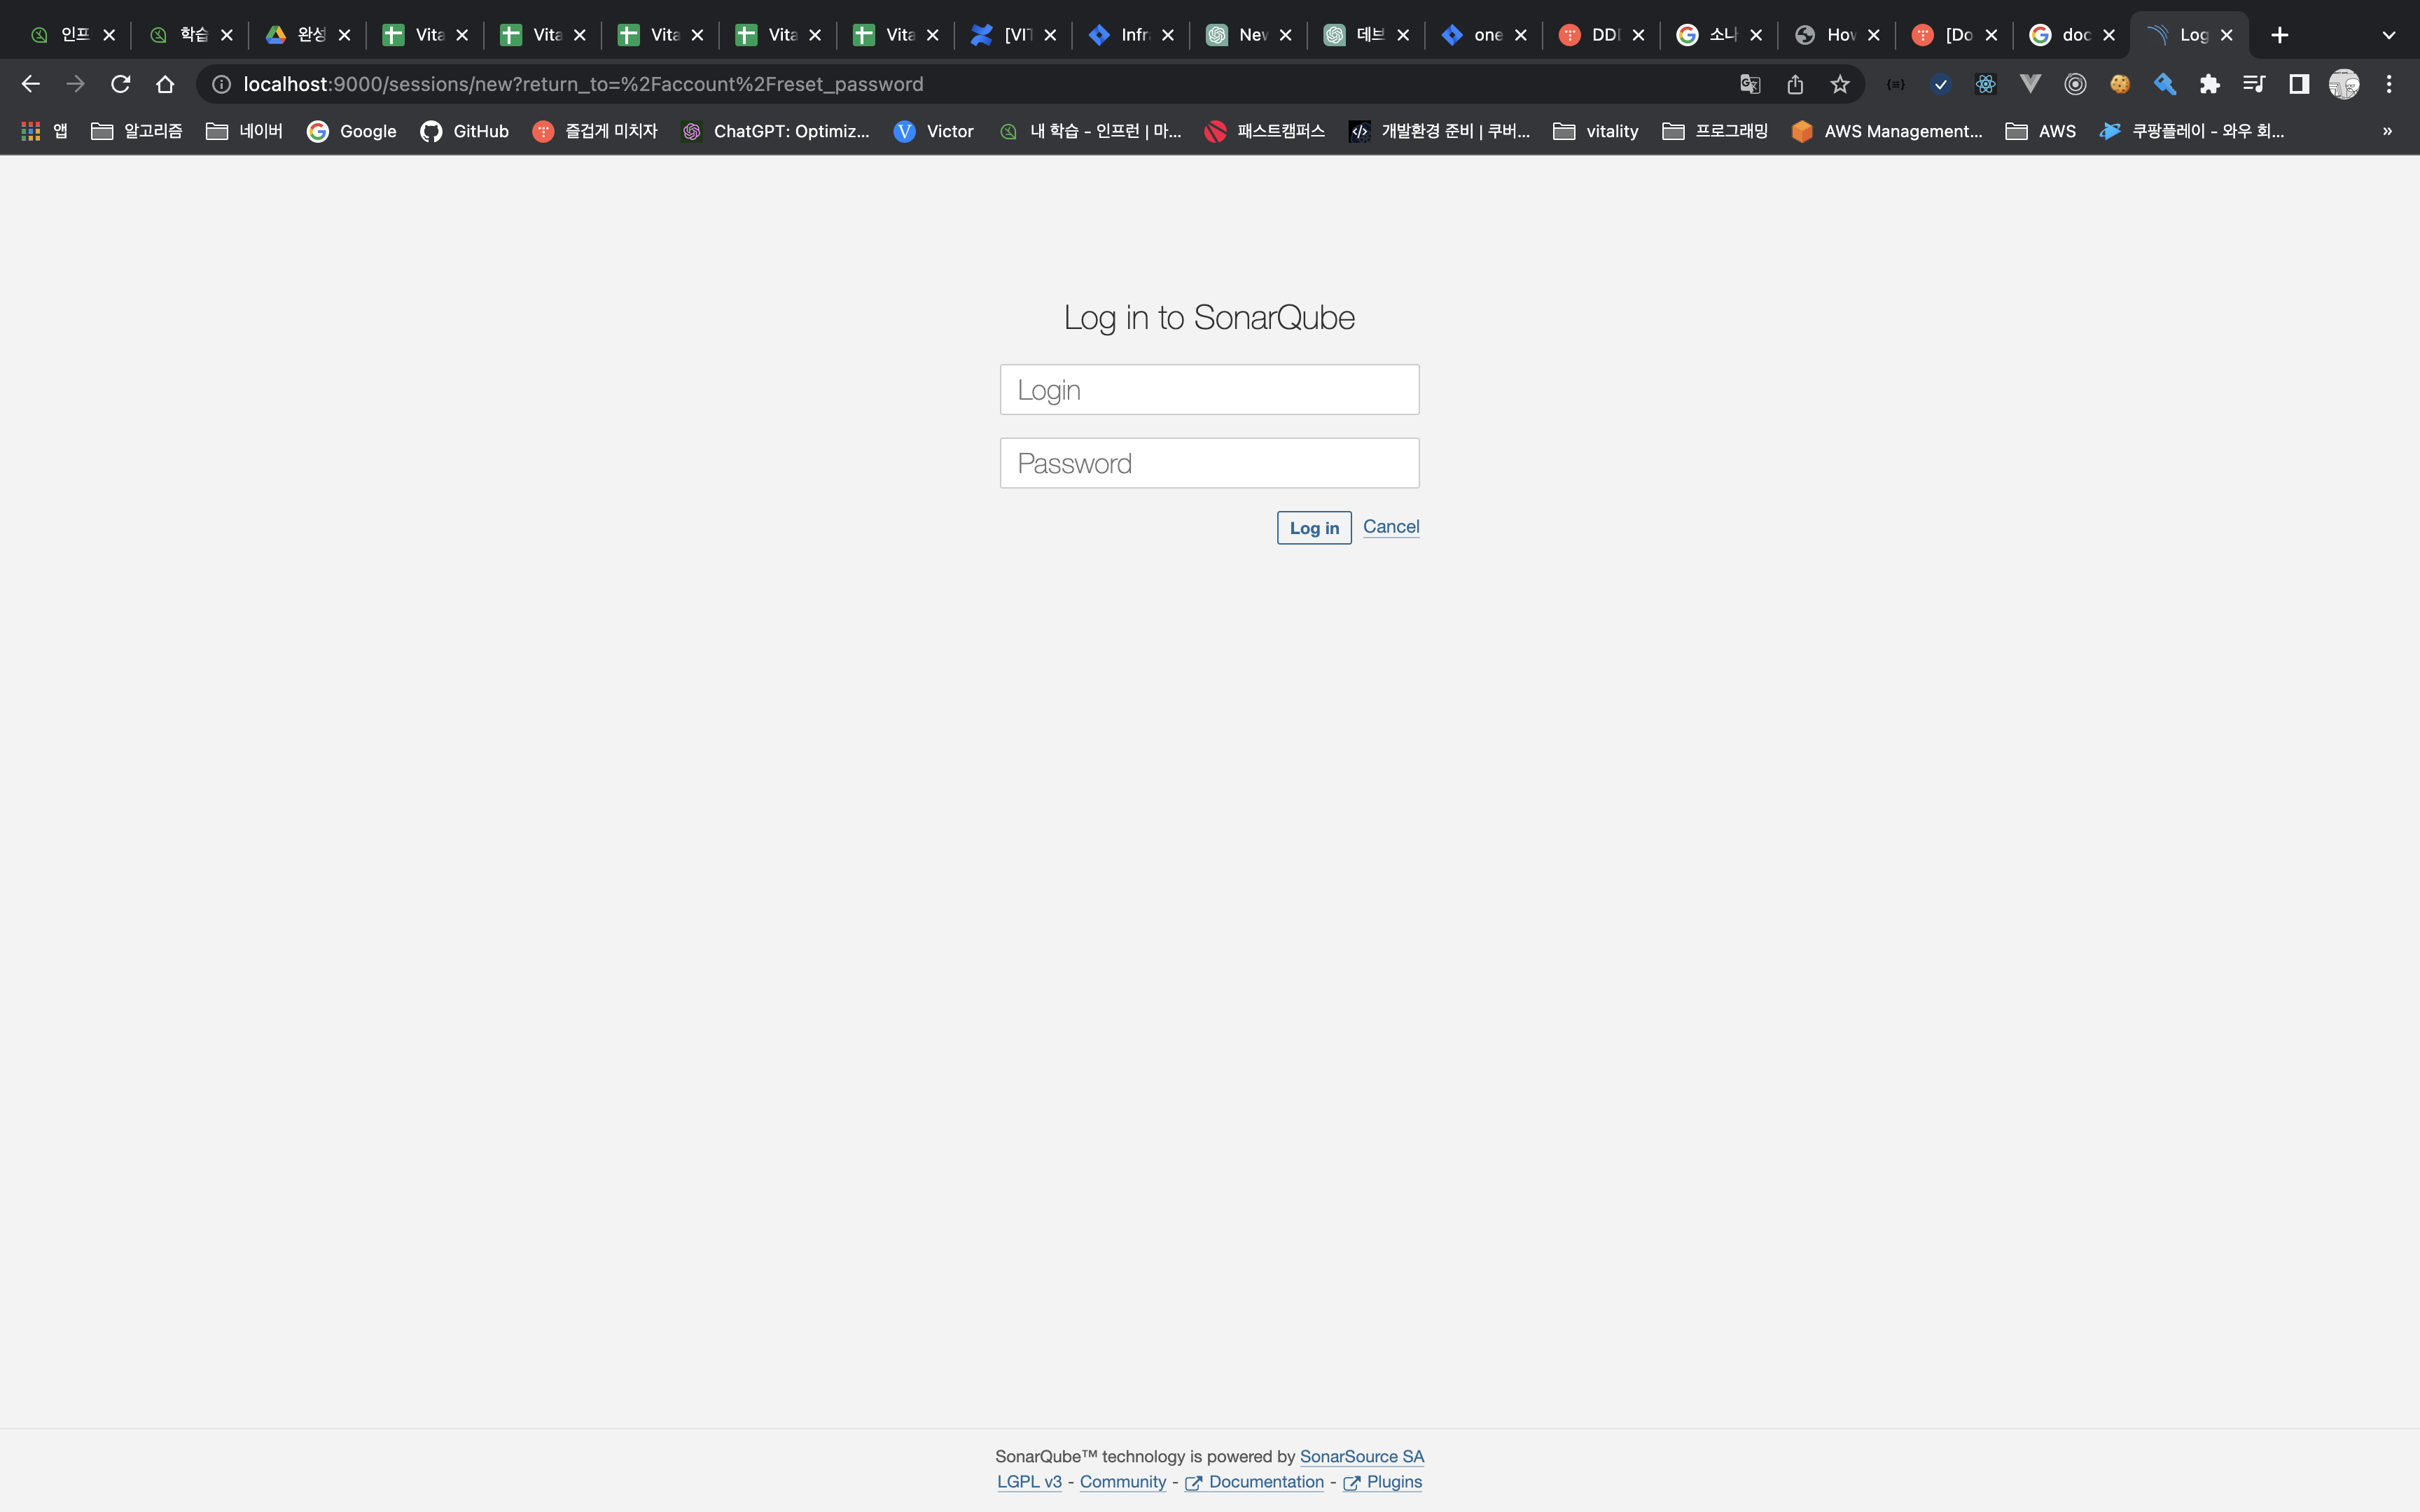 인프 학습 완성 Vita Vita Vita Vita Vita [VIT Infra New 데브 one DDD 소나 How [Do doc Log
localhost:9000/sessions/new?return_to=%2Faccount%2Freset_password
앱 알고리즘 네이버 Google GitHub 즐겁게 미치자 ChatGPT: Optimiz... Victor 내 학습 - 인프런 | 마... 패스트캠퍼스 개발환경 준비 | 쿠버... vitality 프로그래밍 AWS Management... AWS 쿠팡플레이 - 와우 회... »
Log in to SonarQube
Login
Password
Log in Cancel
SonarQube™ technology is powered by SonarSource SA
LGPL v3 - Community - Documentation - Plugins